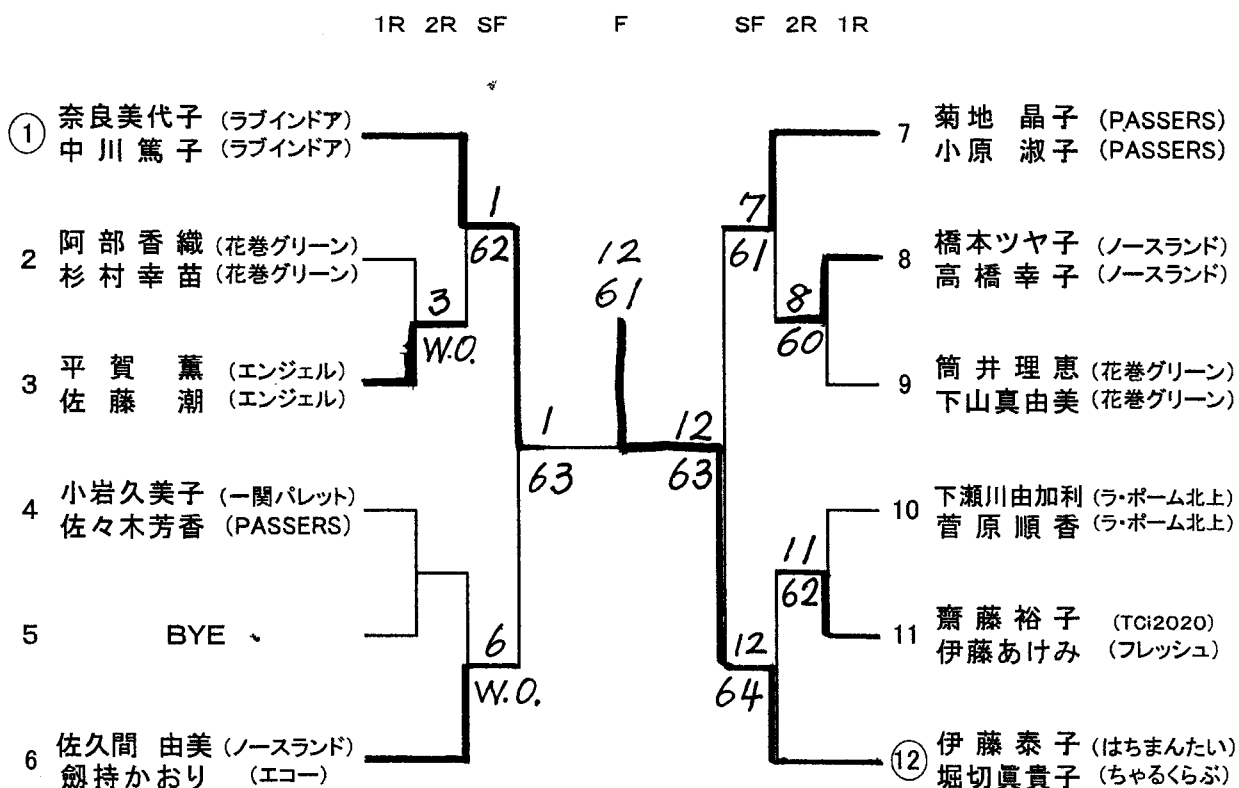 1R 2R SF F SF 2R 1R
① 奈良美代子 (ラブインドア)
中川篤子 (ラブインドア)
2 阿部香織 (花巻グリーン)
杉村幸苗 (花巻グリーン)
3 平賀薫 (エンジェル)
佐藤潮 (エンジェル)
4 小岩久美子 (一関パレット)
佐々木芳香 (PASSERS)
5 BYE
6 佐久間 由美 (ノースランド)
劔持かおり (エコー)
3
W.O.
1
62
6
W.O.
1
63
12
61
12
63
7
61
12
64
8
60
11
62
7 菊地 晶子 (PASSERS)
小原 淑子 (PASSERS)
8 橋本ツヤ子 (ノースランド)
高橋幸子 (ノースランド)
9 筒井理恵 (花巻グリーン)
下山真由美 (花巻グリーン)
10 下瀬川由加利 (ラ・ポーム北上)
菅原順香 (ラ・ポーム北上)
11 齋藤裕子 (TCi2020)
伊藤あけみ (フレッシュ)
⑫ 伊藤泰子 (はちまんたい)
堀切眞貴子 (ちゃるくらぶ)